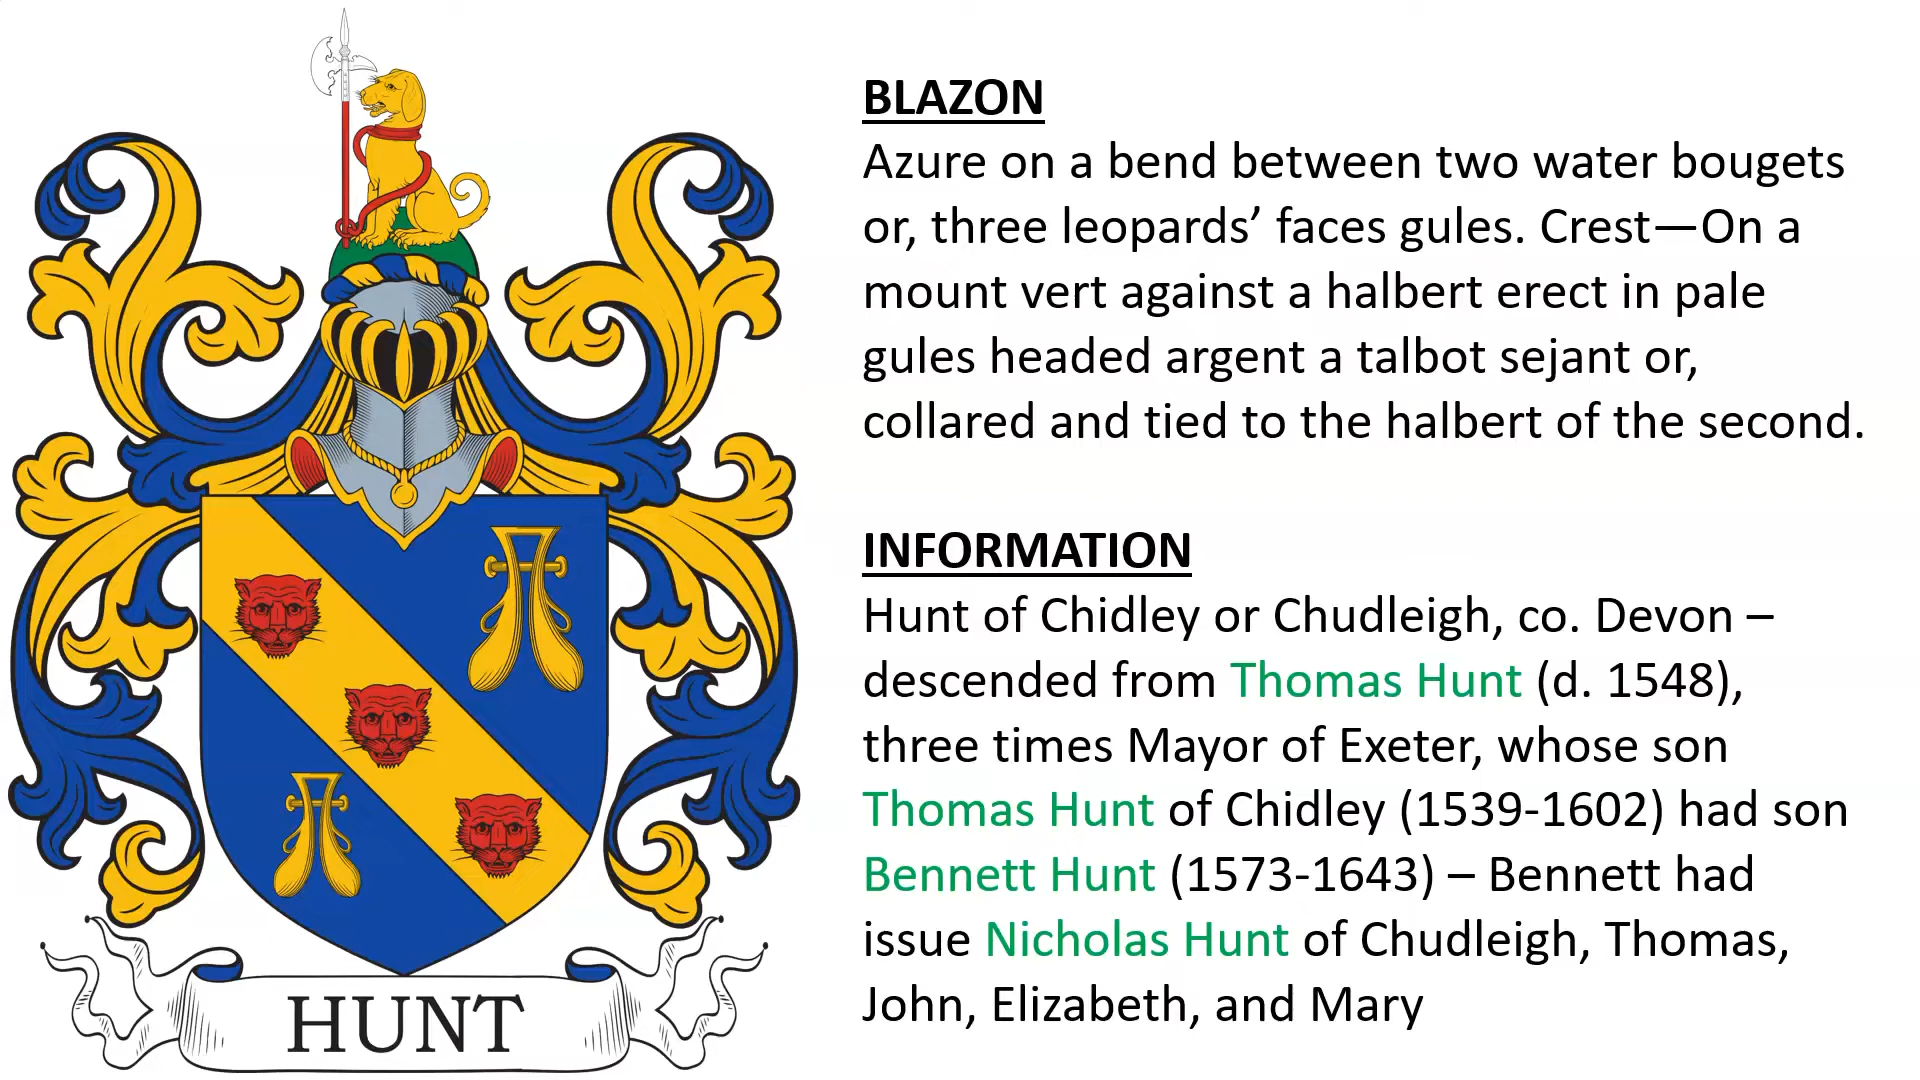 BLAZON
Azure on a bend between two water bougets
or, three leopards’ faces gules. Crest—On a
mount vert against a halbert erect in pale
gules headed argent a talbot sejant or,
collared and tied to the halbert of the second.
INFORMATION
Hunt of Chidley or Chudleigh, co. Devon –
descended from Thomas Hunt (d. 1548),
three times Mayor of Exeter, whose son
Thomas Hunt of Chidley (1539-1602) had son
Bennett Hunt (1573-1643) – Bennett had
issue Nicholas Hunt of Chudleigh, Thomas,
John, Elizabeth, and Mary
HUNT